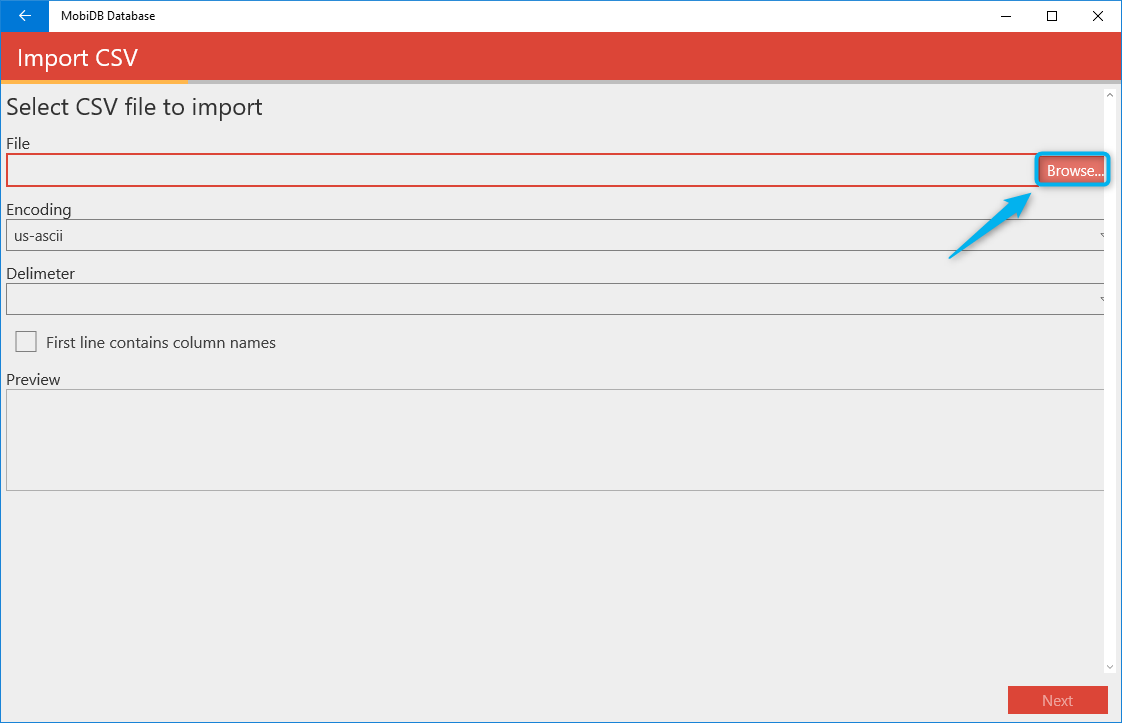 MobiDB Database
Import CSV
Select CSV file to import
File
Browse...
Encoding
us-ascii
Delimeter
First line contains column names
Preview
Next